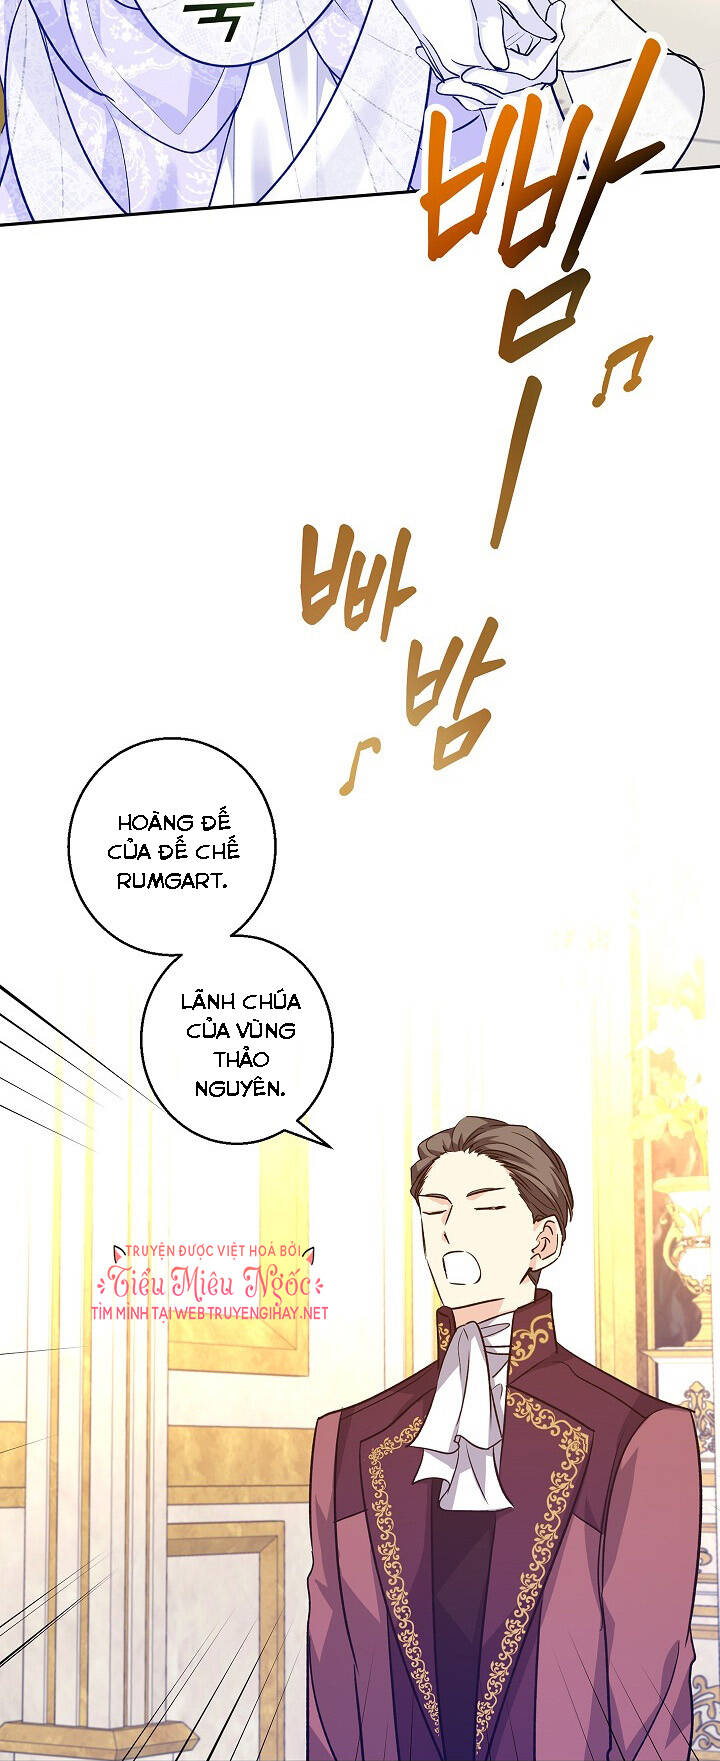 빠
밤
ㅡ
빠
밤
HOÀNG ĐẾ
CỦA ĐẾ CHẾ
RUMGART.
LÃNH CHÚA
CỦA VÙNG
THẢO
NGUYÊN.
TRUYỆN ĐƯỢC VIỆT HOÁ BỞI
Tiểu Miêu Ngốc
TÌM MÌNH TẠI WEB TRUYENGIHAY.NET